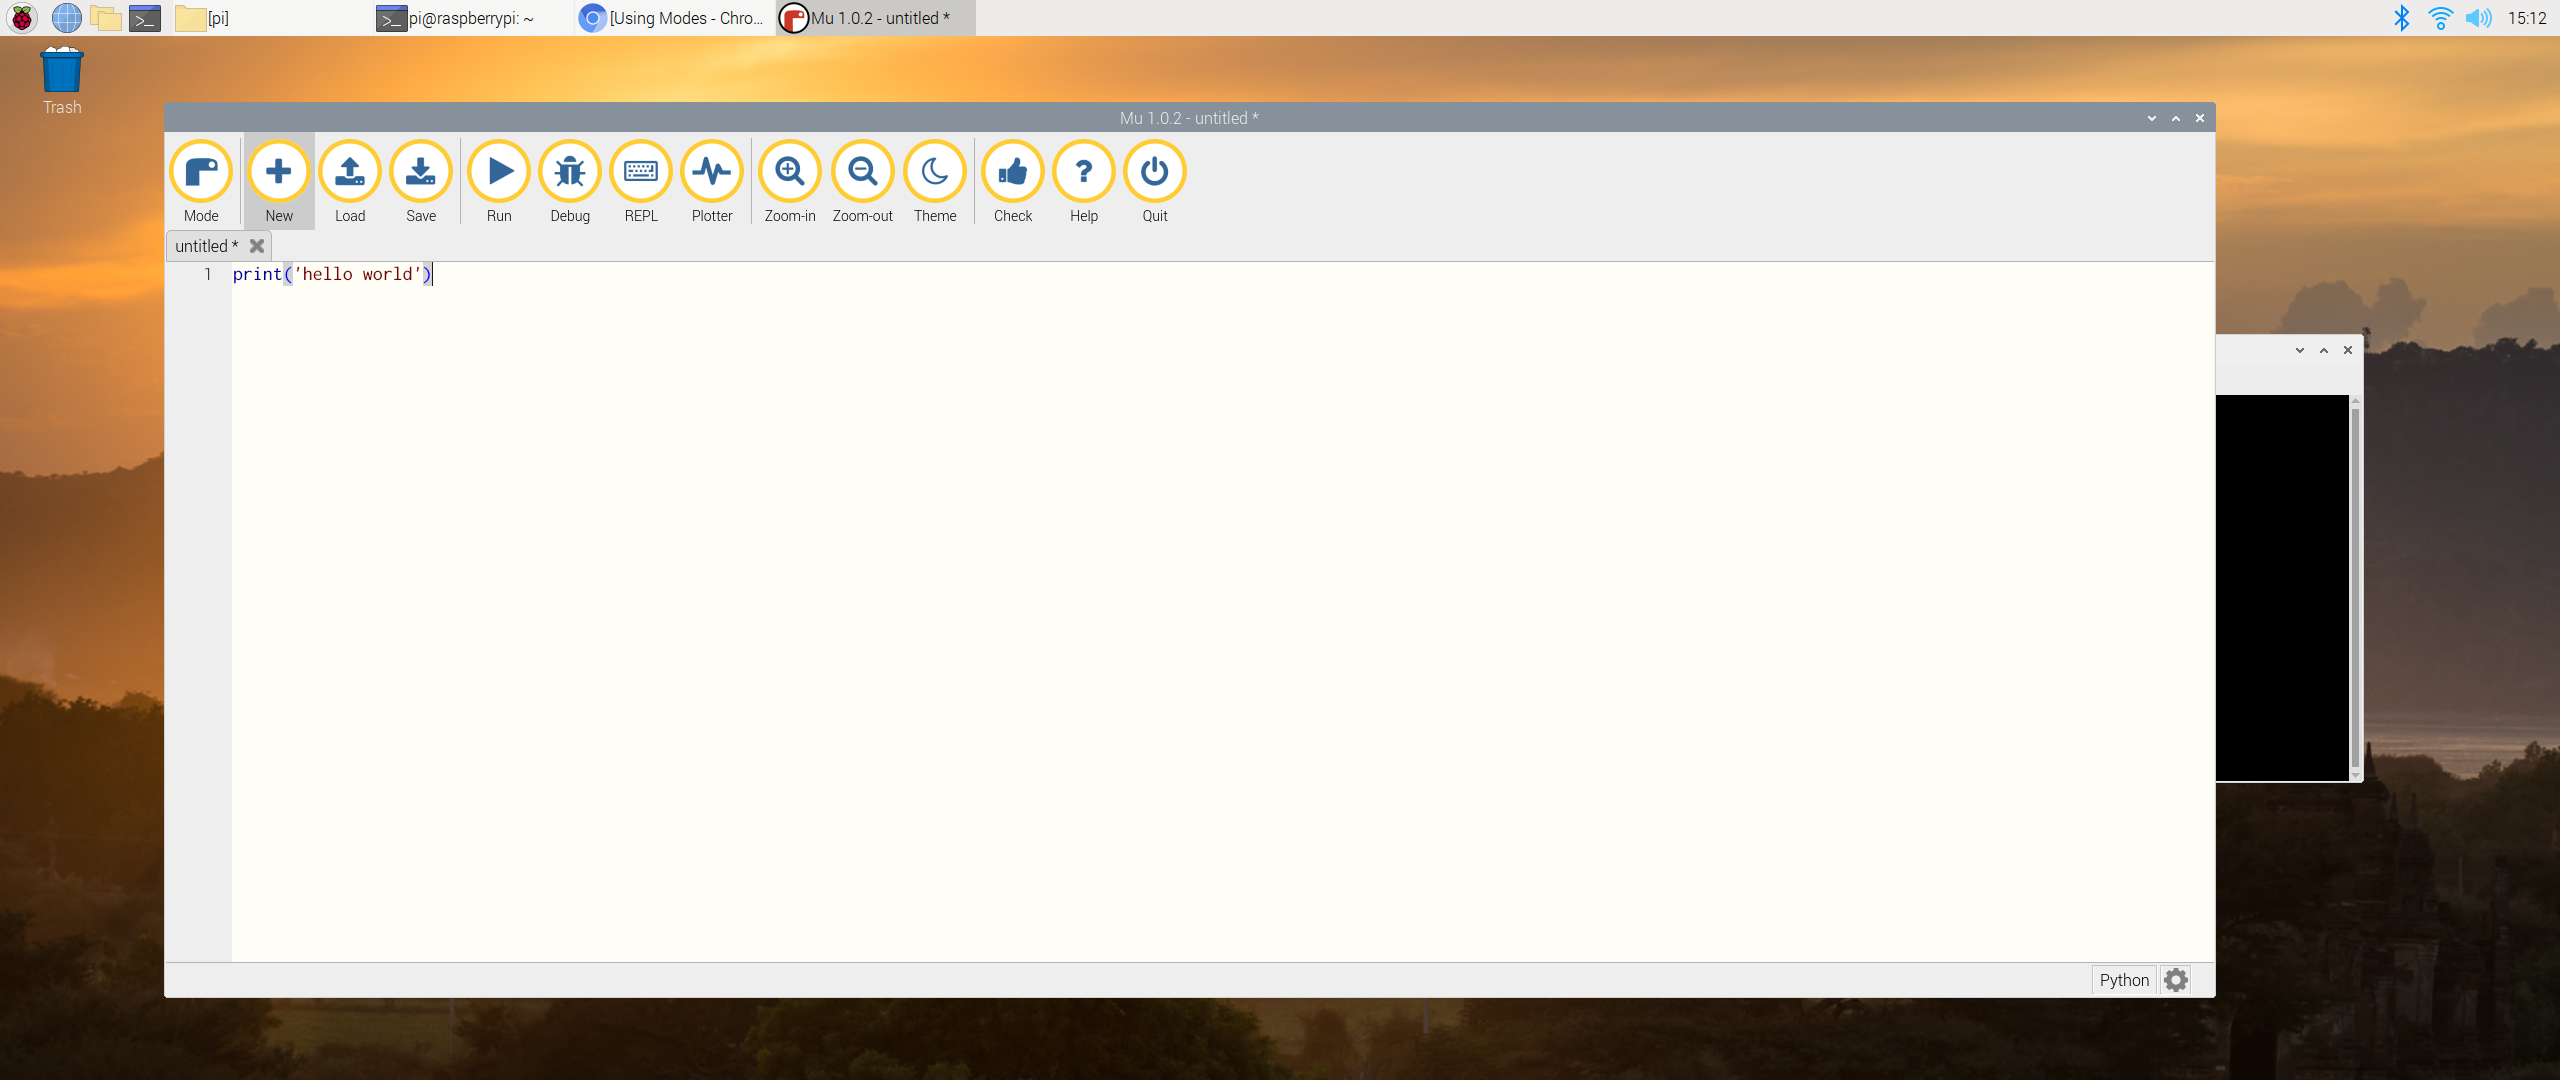 [pi]
pi@raspberrypi: ~
[Using Modes - Chro...
Mu 1.0.2 - untitled *
15:12
Trash
Mu 1.0.2 - untitled *
Mode
New
Load
Save
Run
Debug
REPL
Plotter
Zoom-in
Zoom-out
Theme
Check
Help
Quit
untitled *
1 print('hello world')
Python